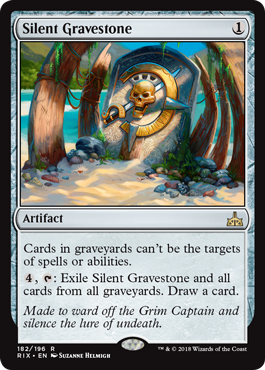 Silent Gravestone 1
Artifact
Cards in graveyards can't be the targets
of spells or abilities.
4, : Exile Silent Gravestone and all
cards from all graveyards. Draw a card.
Made to ward off the Grim Captain and
silence the lure of undeath.
182/196 R
RIX • EN SUZANNE HELMIGH ™ & © 2018 Wizards of the Coast